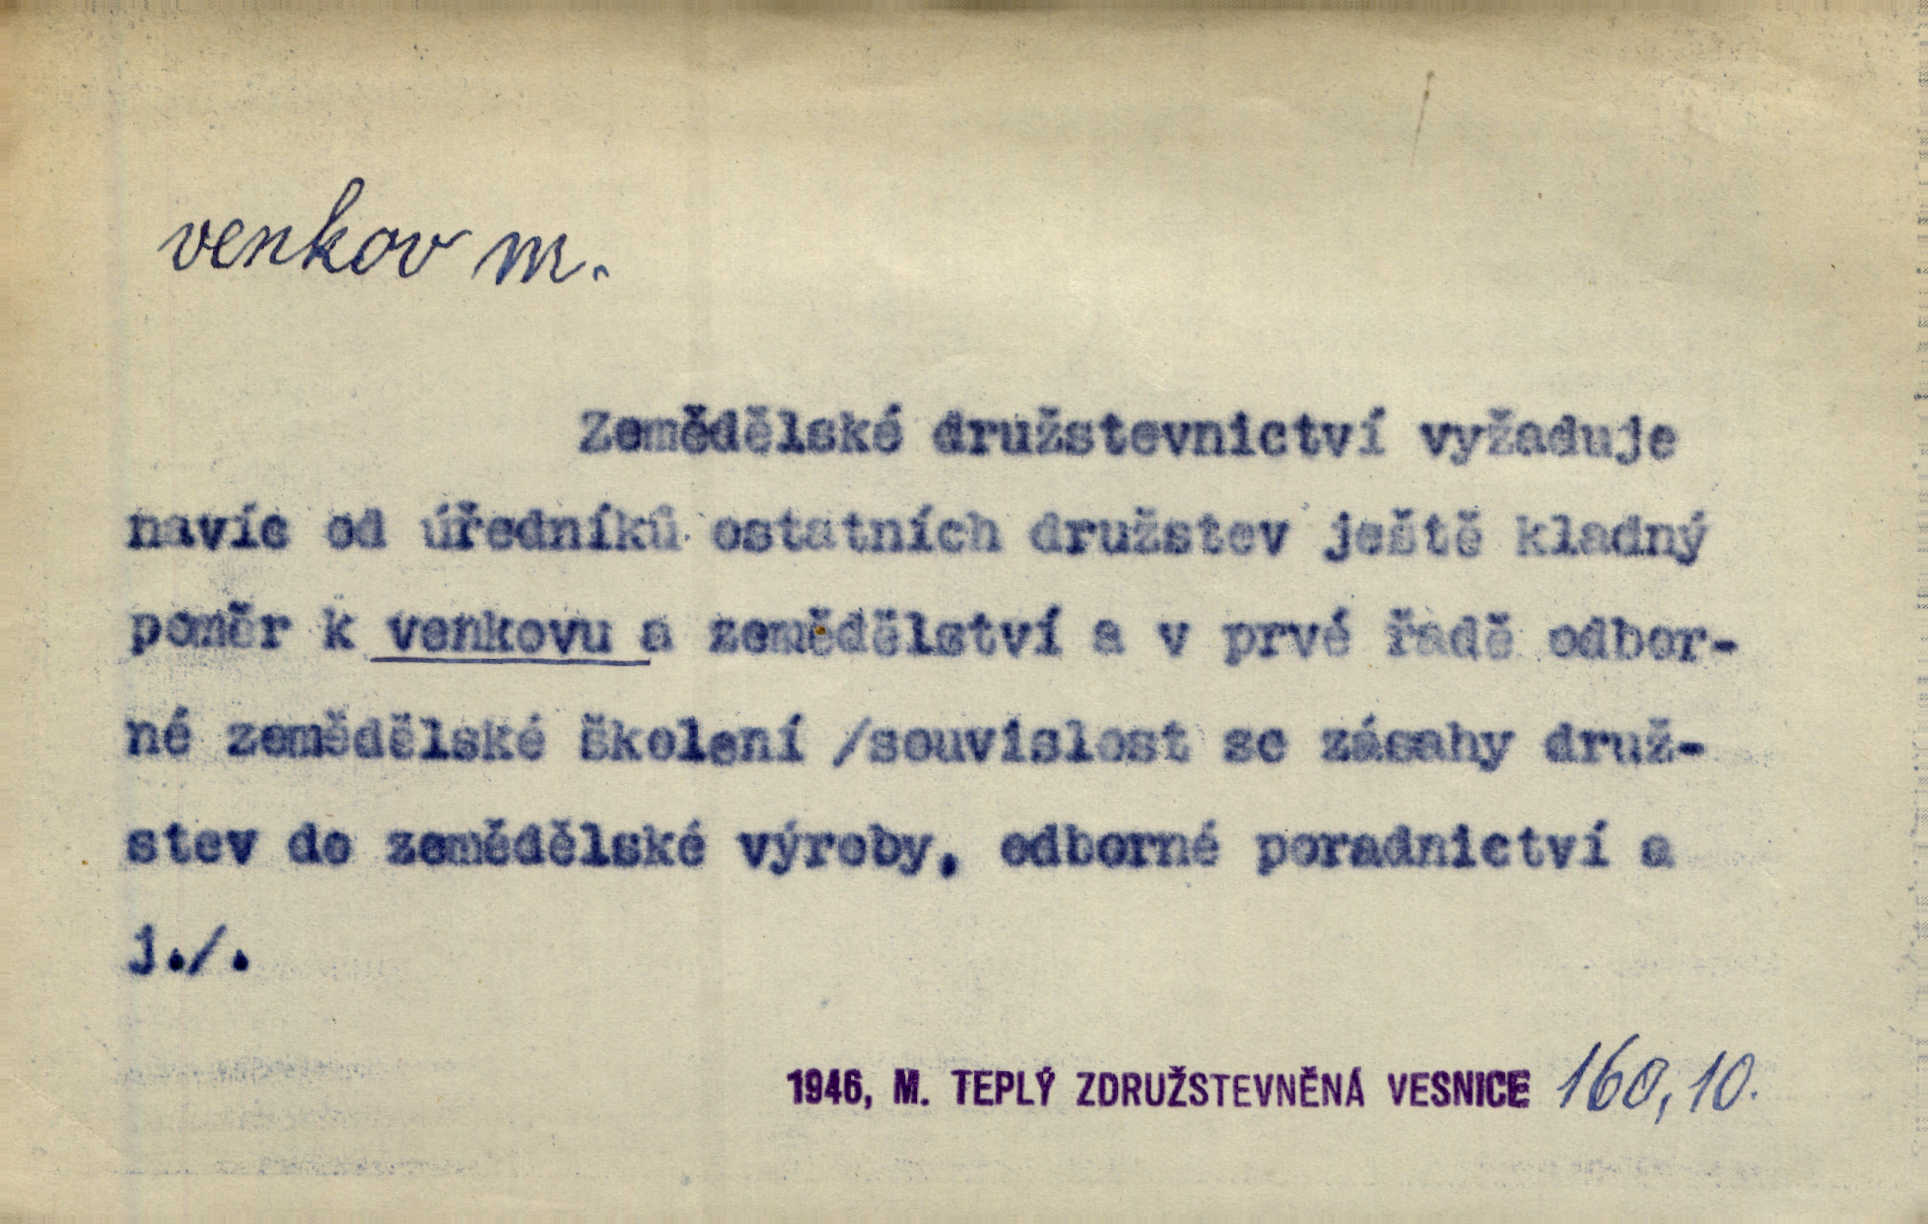 venkov m.
Zemědělské družstevnictví vyžaduje
navíc od úředníků ostatních družstev ještě kladný
poměr k venkovu a zemědělství a v prvé řadě odbor-
né zemědělské školení /souvislost se zásahy druž-
stev do zemědělské výroby, odborné poradnictví a
j./.
1946, M. TEPLÝ ZDRUŽSTEVNĚNÁ VESNICE 160,10.